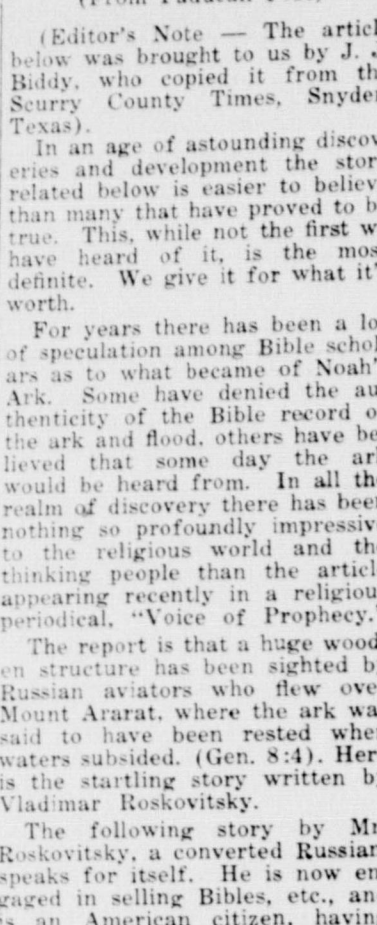 (Editor's Note — The articl
below was brought to us by J.
Biddy, who copied it from th
Scurry County Times, Snyde
Texas).
In an age of astounding discov
eries and development the stor
related below is easier to believ
than many that have proved to b
true. This, while not the first w
have heard of it, is the mos
definite. We give it for what it'
worth.
For years there has been a lo
of speculation among Bible schol
ars as to what became of Noah'
Ark. Some have denied the au
thenticity of the Bible record o
the ark and flood, others have be
lieved that some day the ar
would be heard from. In all th
realm of discovery there has bee
nothing so profoundly impressiv
to the religious world and th
thinking people than the articl
appearing recently in a religiou
periodical, "Voice of Prophecy."
The report is that a huge wood
en structure has been sighted b
Russian aviators who flew ove
Mount Ararat, where the ark wa
said to have been rested whe
waters subsided. (Gen. 8:4). Her
is the startling story written b
Vladimar Roskovitsky.
The following story by Mr
Roskovitsky, a converted Russian
speaks for itself. He is now en
gaged in selling Bibles, etc., an
is an American citizen, havin